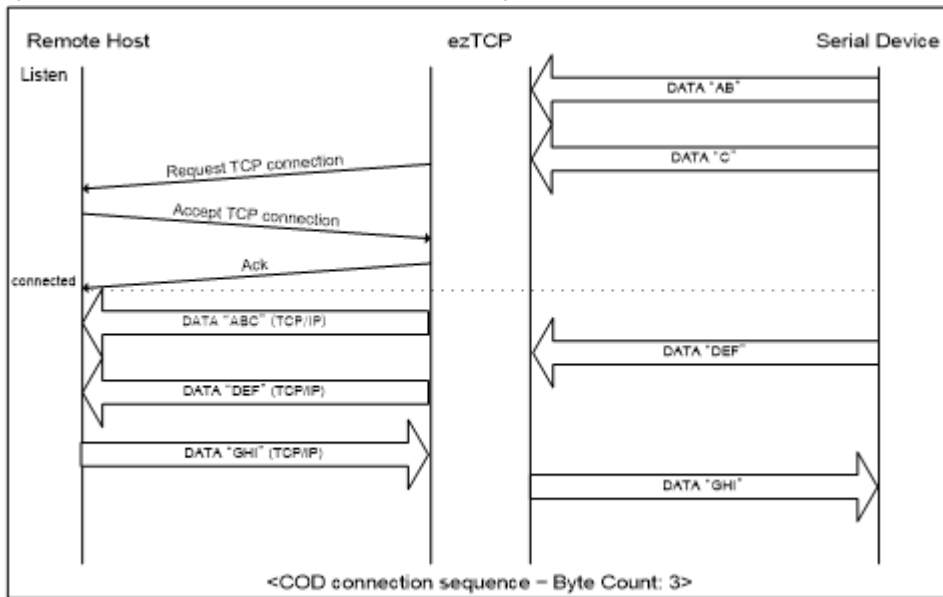 Remote Host
ezTCP
Serial Device
Listen
DATA "AB"
DATA "C"
Request TCP connection
Accept TCP connection
Ack
connected
DATA "ABC" (TCP/IP)
DATA "DEF"
DATA "DEF" (TCP/IP)
DATA "GHI" (TCP/IP)
DATA "GHI"
<COD connection sequence – Byte Count: 3>